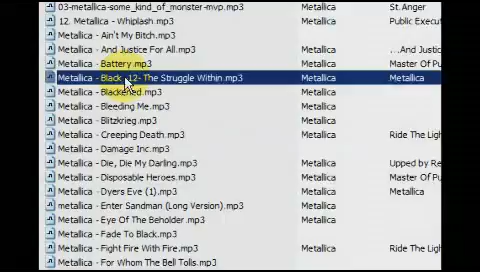 03-metallica-some_kind_of_monster-mvp.mp3 Metallica St. Anger
12. Metallica - Whiplash.mp3 Metallica Public Execu
Metallica - Ain't My Bitch.mp3
Metallica - And Justice For All.mp3 Metallica ...And Justic
Metallica - Battery.mp3 Metallica Master Of P
Metallica - Black -12- The Struggle Within.mp3 Metallica Metallica
Metallica - Blackened.mp3 Metallica
Metallica - Bleeding Me.mp3 Metallica
Metallica - Blitzkrieg.mp3 Metallica
Metallica - Creeping Death.mp3 Metallica Ride The Ligh
Metallica - Damage Inc.mp3 Metallica
Metallica - Die, Die My Darling.mp3 Metallica Upped by Re
Metallica - Disposable Heroes.mp3 Metallica Master Of Pu
Metallica - Dyers Eve (1).mp3 Metallica Metallica
metallica - Enter Sandman (Long Version).mp3 Metallica
Metallica - Eye Of The Beholder.mp3 Metallica
Metallica - Fade To Black.mp3
Metallica - Fight Fire With Fire.mp3 Metallica Ride The Ligh
Metallica - For Whom The Bell Tolls.mp3